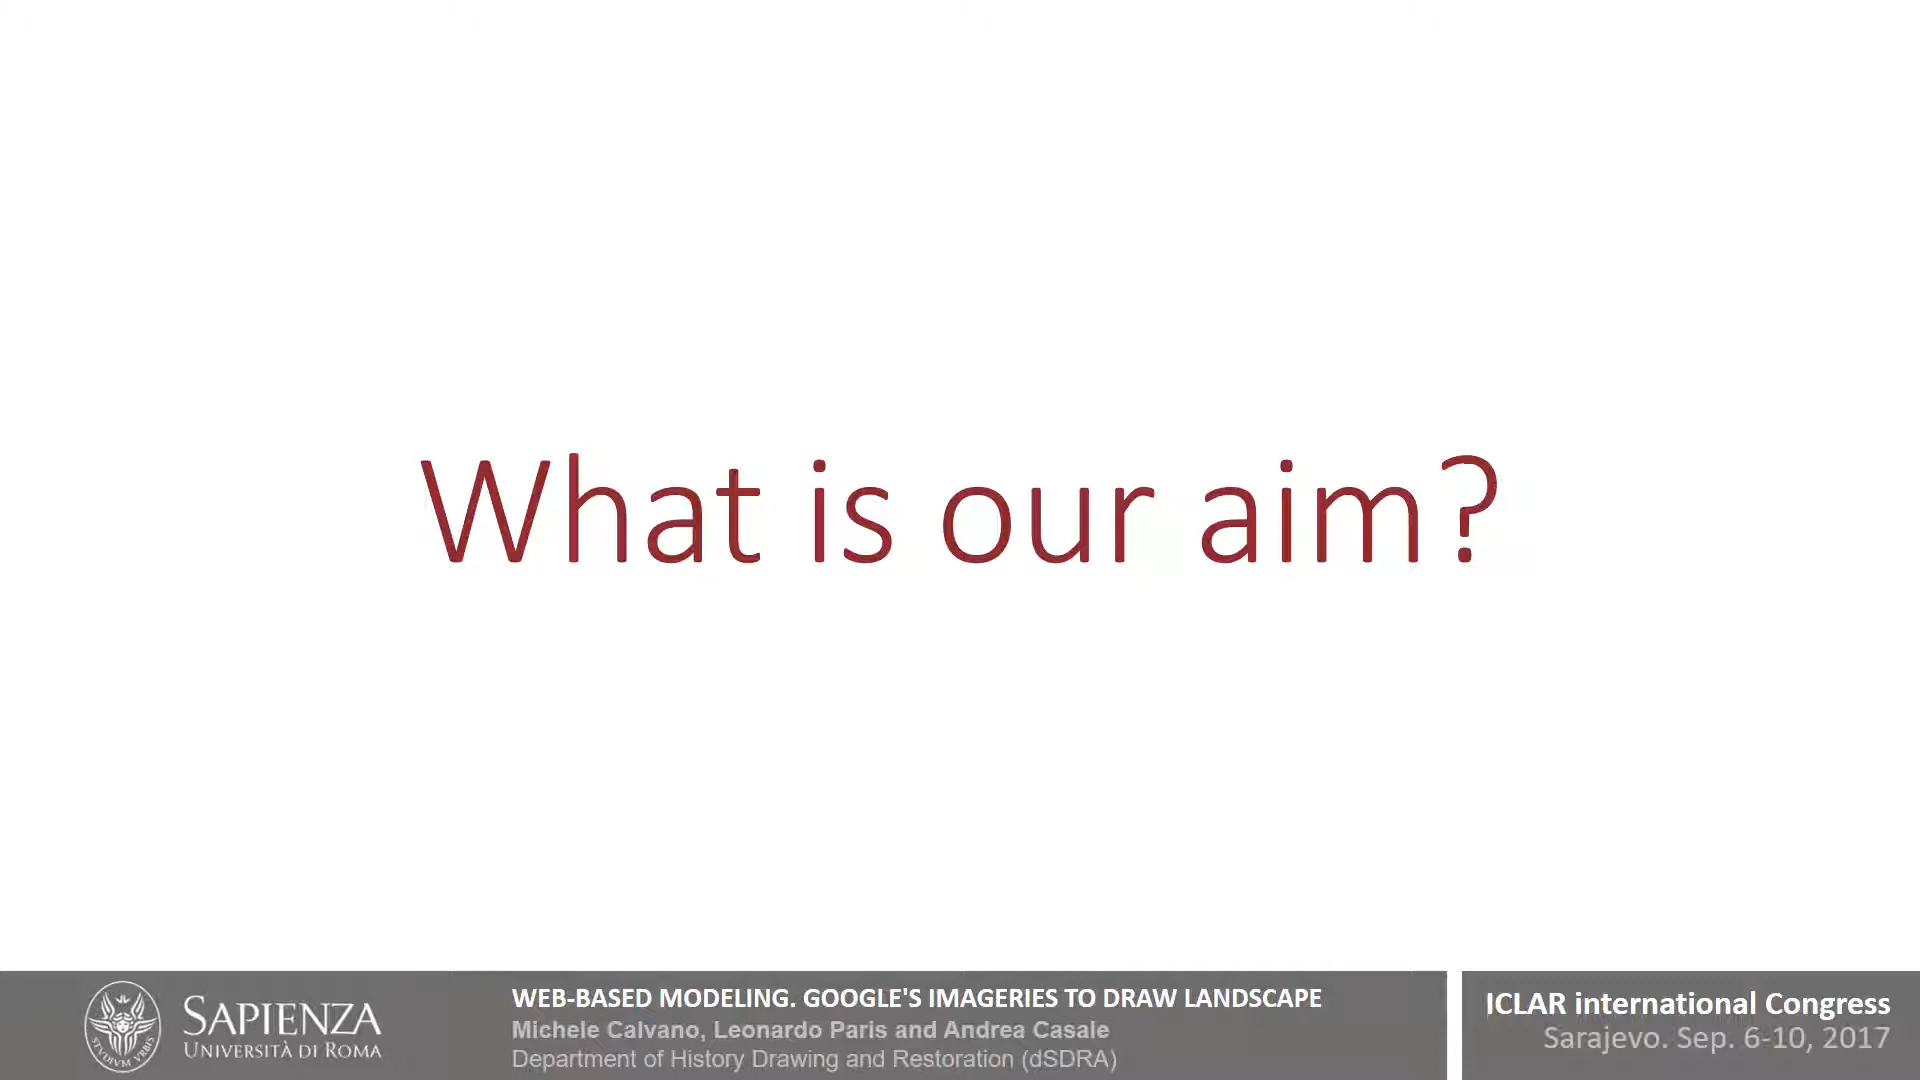 What is our aim?
STVDIVM VRBIS
SAPIENZA
UNIVERSITÀ DI ROMA
WEB-BASED MODELING. GOOGLE'S IMAGERIES TO DRAW LANDSCAPE
Michele Calvano, Leonardo Paris and Andrea Casale
Department of History Drawing and Restoration (dSDRA)
ICLAR international Congress
Sarajevo. Sep. 6-10, 2017